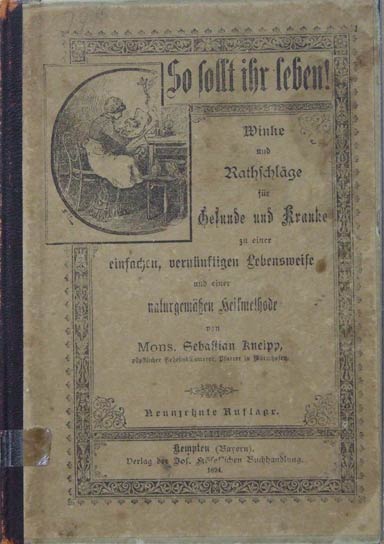 So sollt ihr leben!
Winke
und
Rathschläge
für
Gesunde und Kranke
zu einer
einfachen, vernünftigen Lebensweise
und einer
naturgemäßen Heilmethode
von
Mons. Sebastian Kneipp,
päpstlicher Geheimkämmerer, Pfarrer in Wörishofen.
Neunzehnte Auflage.
Kempten (Bayern).
Verlag der Jos. Kösel'schen Buchhandlung.
1894.